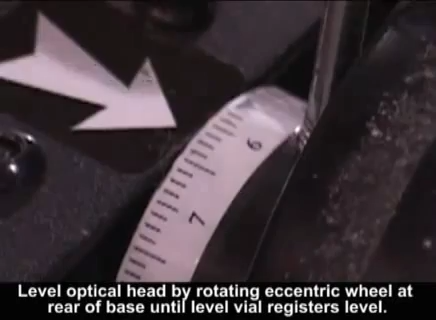 6
7
Level optical head by rotating eccentric wheel at
rear of base until level vial registers level.